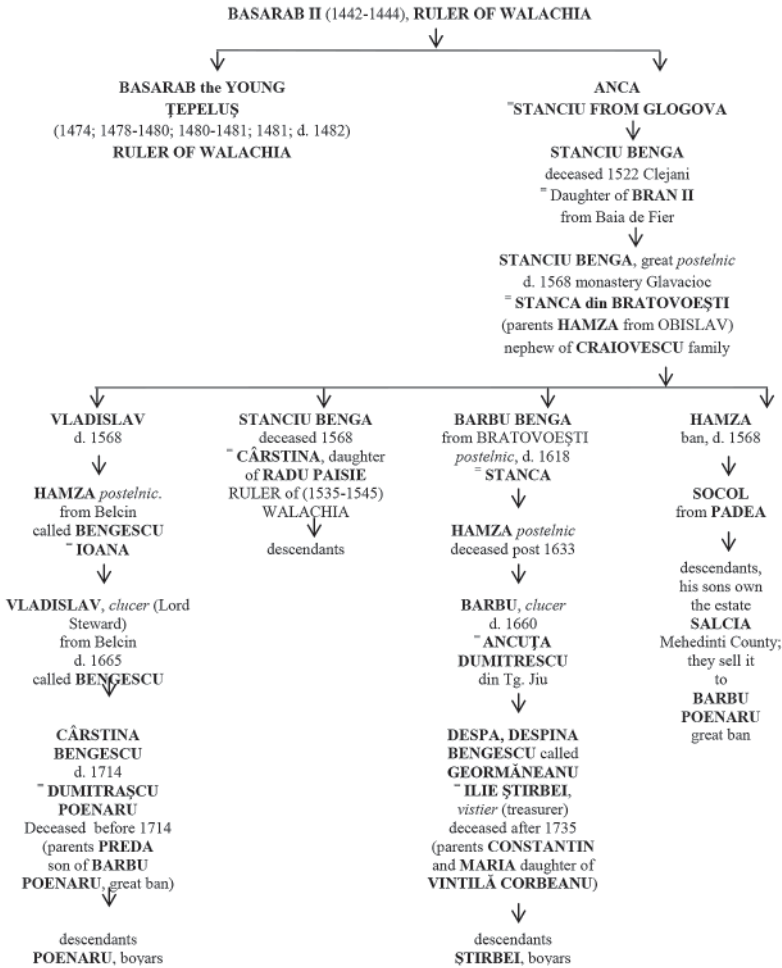 BASARAB II (1442-1444), RULER OF WALACHIA
BASARAB the YOUNG
ŢEPELUŞ
(1474; 1478-1480; 1480-1481; 1481; d. 1482)
RULER OF WALACHIA
ANCA
=STANCIU FROM GLOGOVA
STANCIU BENGA
deceased 1522 Clejani
= Daughter of BRAN II
from Baia de Fier
STANCIU BENGA, great postelnic
d. 1568 monastery Glavacioc
= STANCA din BRATOVOEŞTI
(parents HAMZA from OBISLAV)
nephew of CRAIOVESCU family
VLADISLAV
d. 1568
HAMZA postelnic.
from Belcin
called BENGESCU
= IOANA
VLADISLAV, clucer (Lord
Steward)
from Belcin
d. 1665
called BENGESCU
CÂRSTINA
BENGESCU
d. 1714
= DUMITRAŞCU
POENARU
Deceased before 1714
(parents PREDA
son of BARBU
POENARU, great ban)
descendants
POENARU, boyars
STANCIU BENGA
deceased 1568
= CÂRSTINA, daughter
of RADU PAISIE
RULER of (1535-1545)
WALACHIA
descendants
BARBU BENGA
from BRATOVOEŞTI
postelnic, d. 1618
= STANCA
HAMZA postelnic
deceased post 1633
BARBU, clucer
d. 1660
= ANCUŢA
DUMITRESCU
din Tg. Jiu
DESPA, DESPINA
BENGESCU called
GEORMĂNEANU
= ILIE ŞTIRBEI,
vistier (treasurer)
deceased after 1735
(parents CONSTANTIN
and MARIA daughter of
VINTILĂ CORBEANU)
descendants
ŞTIRBEI, boyars
HAMZA
ban, d. 1568
SOCOL
from PADEA
descendants,
his sons own
the estate
SALCIA
Mehedinti County;
they sell it
to
BARBU
POENARU
great ban